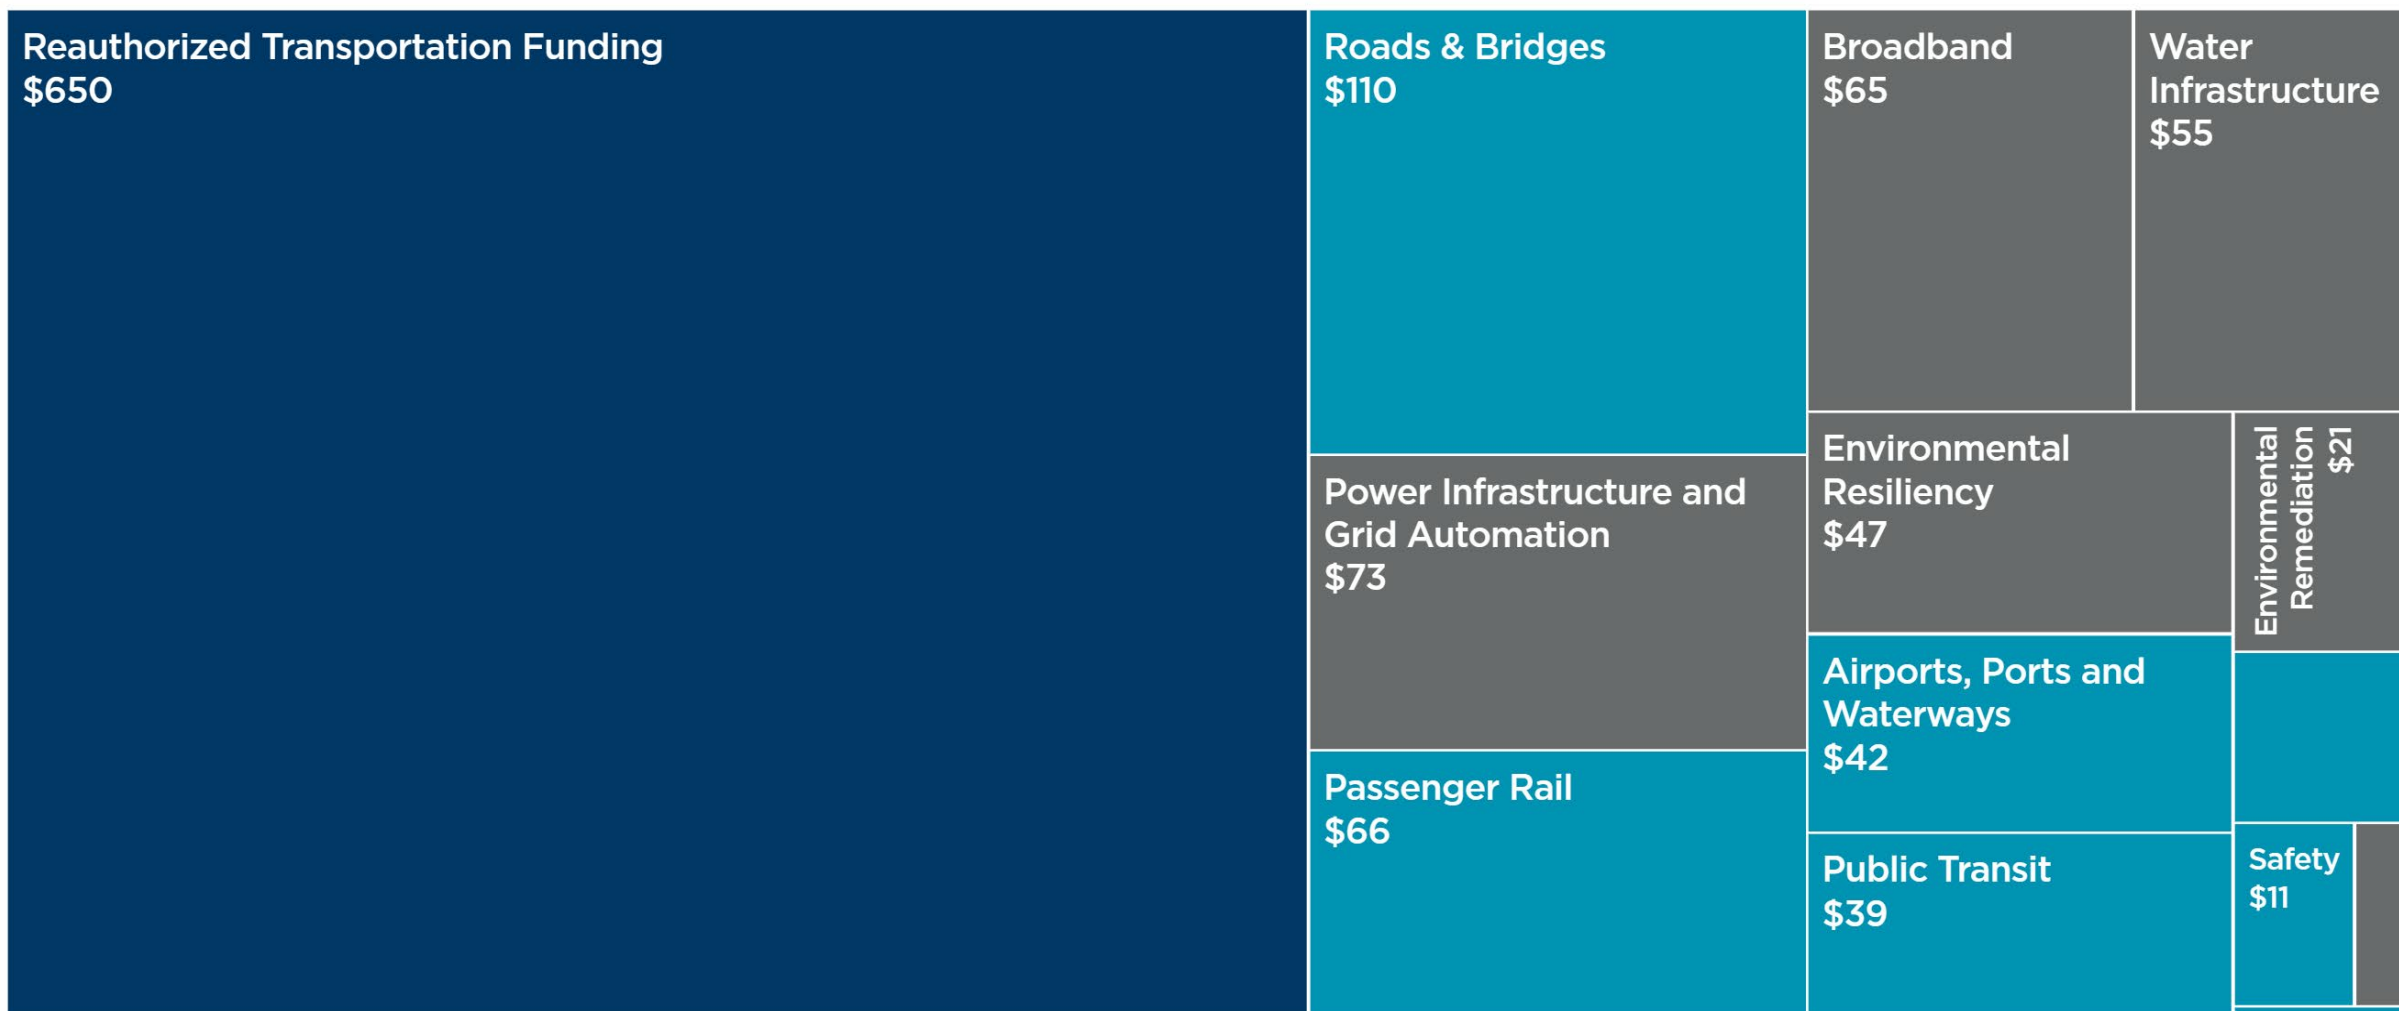 Reauthorized Transportation Funding
$650
Roads & Bridges
$110
Power Infrastructure and
Grid Automation
$73
Passenger Rail
$66
Broadband
$65
Water
Infrastructure
$55
Environmental
Resiliency
$47
Environmental
Remediation
$21
Airports, Ports and
Waterways
$42
Public Transit
$39
Safety
$11